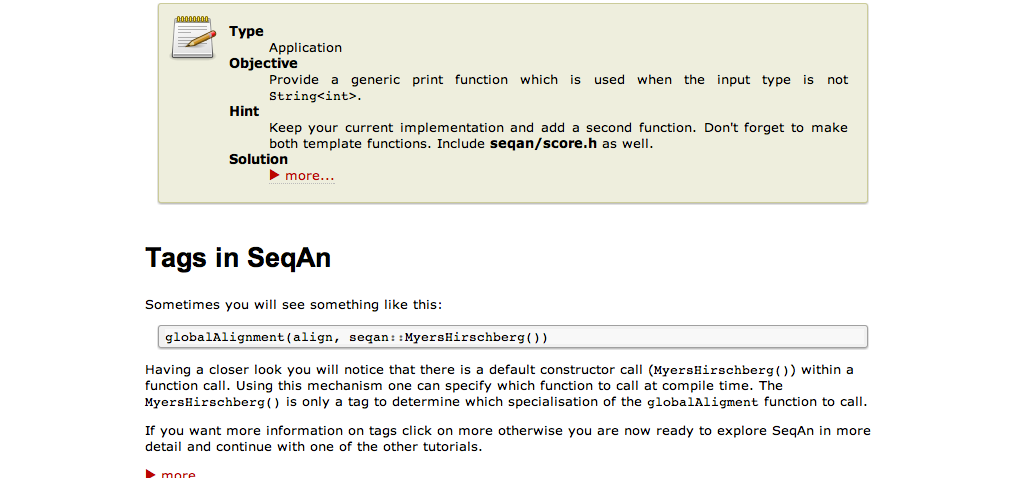 Type
Application
Objective
Provide a generic print function which is used when the input type is not
String<int>.
Hint
Keep your current implementation and add a second function. Don't forget to make
both template functions. Include seqan/score.h as well.
Solution
more...
Tags in SeqAn
Sometimes you will see something like this:
globalAlignment(align, seqan::MyersHirschberg())
Having a closer look you will notice that there is a default constructor call (MyersHirschberg()) within a
function call. Using this mechanism one can specify which function to call at compile time. The
MyersHirschberg() is only a tag to determine which specialisation of the globalAligment function to call.
If you want more information on tags click on more otherwise you are now ready to explore SeqAn in more
detail and continue with one of the other tutorials.
more